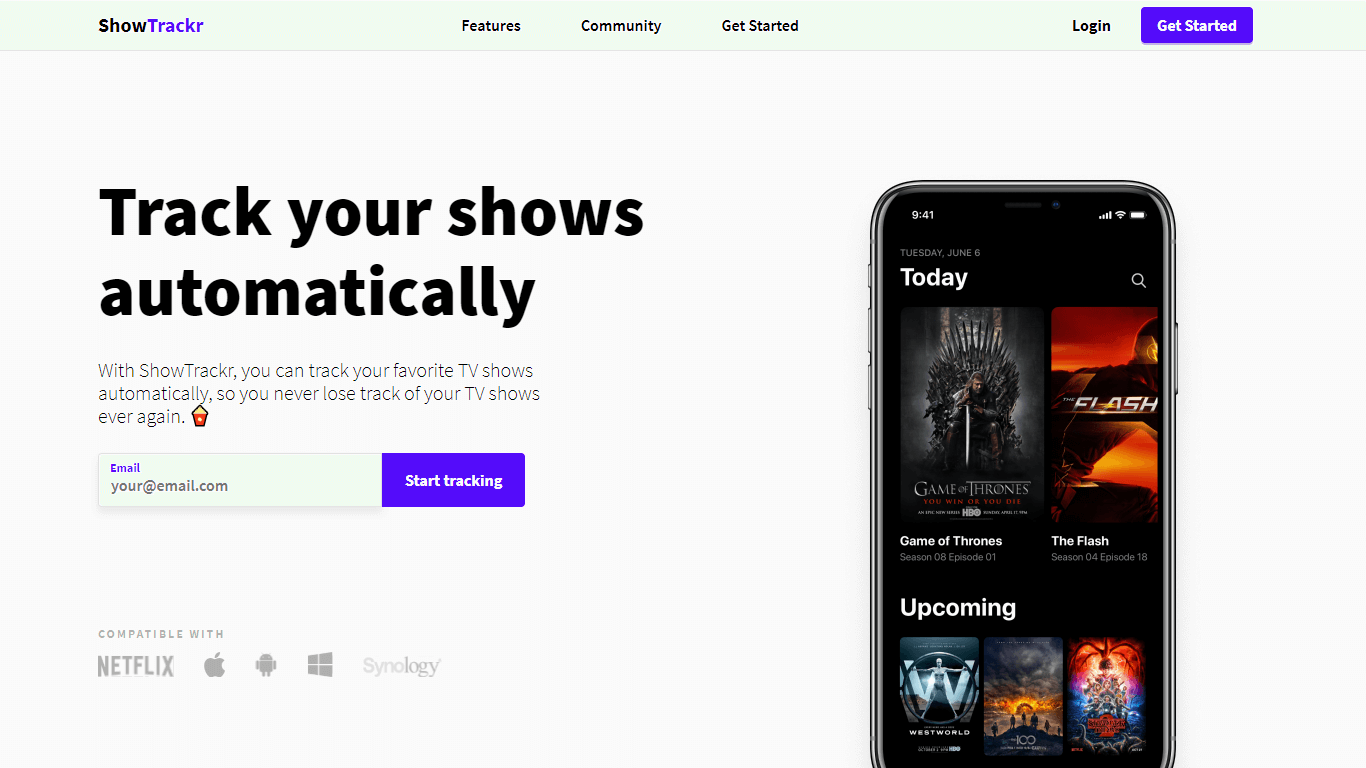 ShowTrackr
Features
Community
Get Started
Login
Get Started
Track your shows
automatically
With ShowTrackr, you can track your favorite TV shows
automatically, so you never lose track of your TV shows
ever again.
Email
your@email.com
Start tracking
COMPATIBLE WITH
NETFLIX
Synology
9:41
TUESDAY, JUNE 6
Today
GAME OF THRONES
YOU WIN OR YOU DIE
AN EPIC NEW SERIES HBO SUNDAY, APRIL 17, 9PM
THE FLASH
Game of Thrones
Season 08 Episode 01
The Flash
Season 04 Episode 18
Upcoming
WESTWORLD
HBO
THE 100